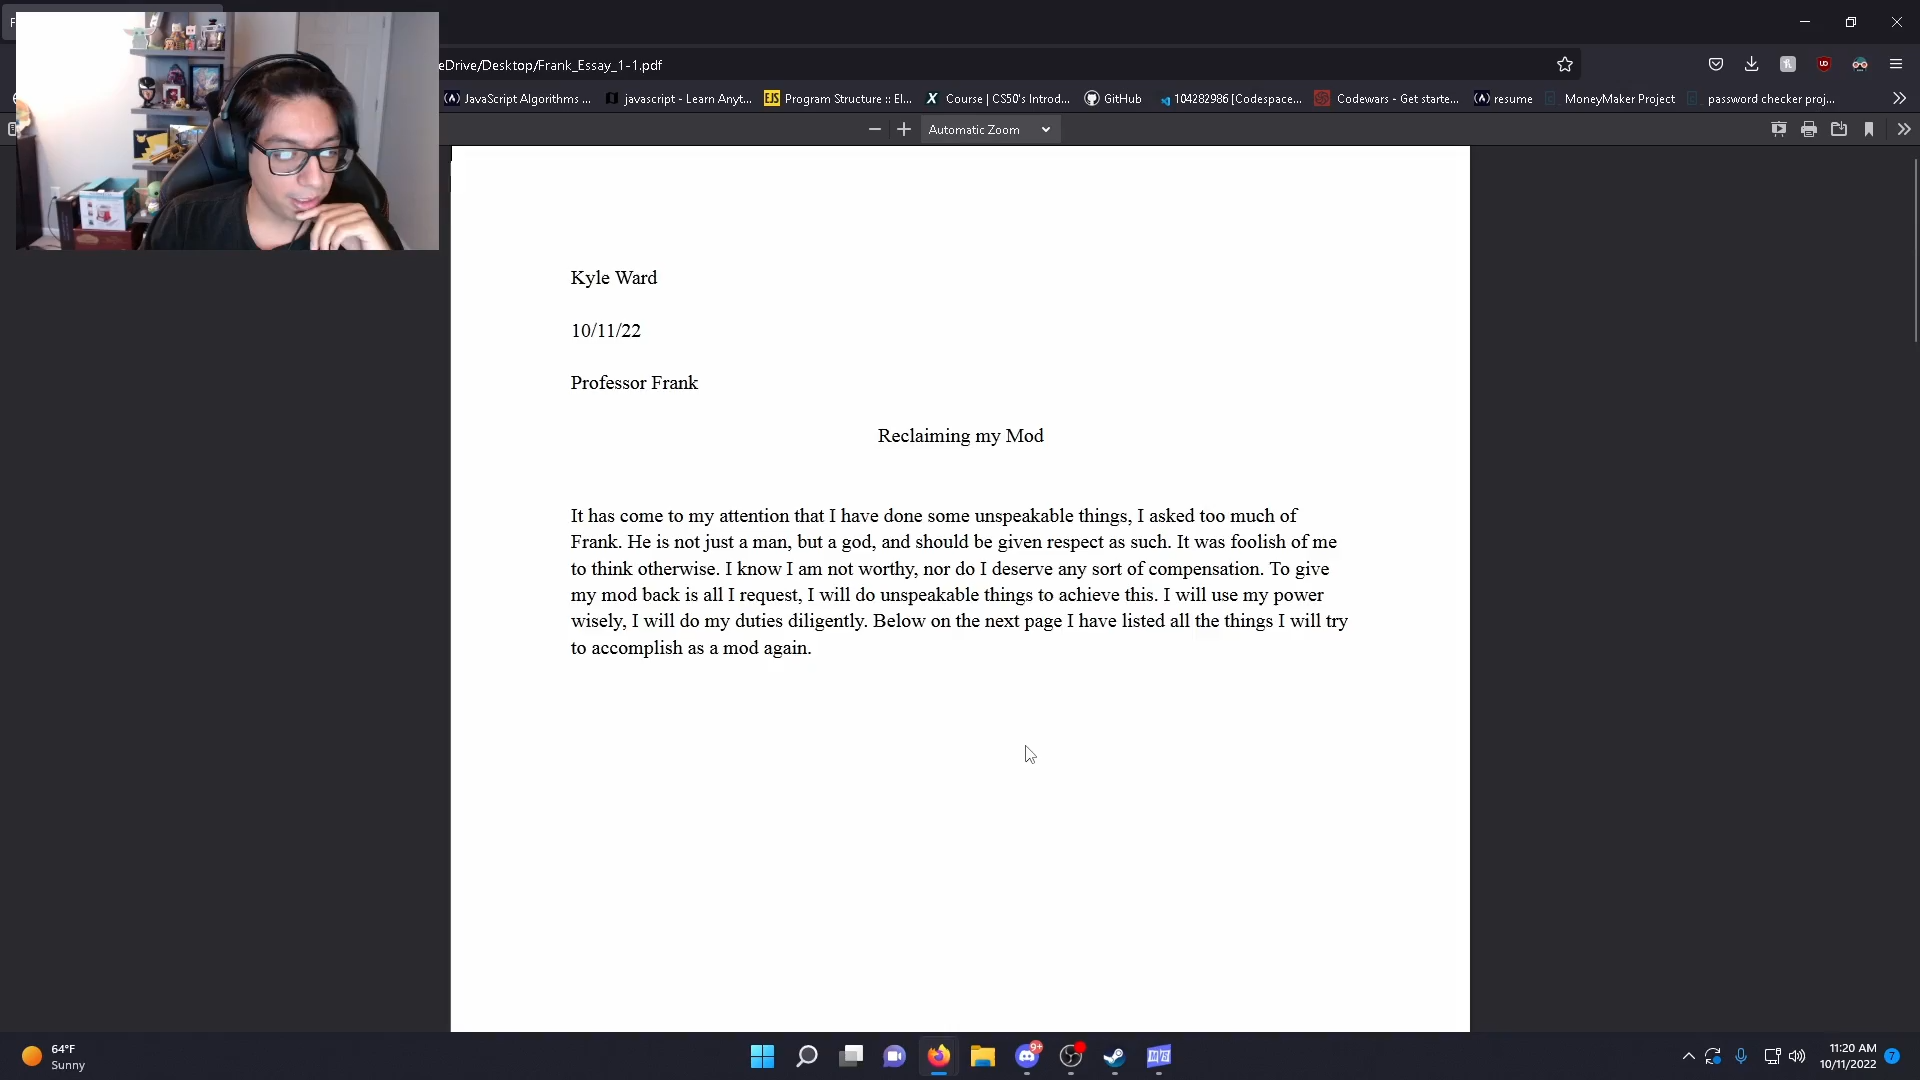 F
eDrive/Desktop/Frank_Essay_1-1.pdf
JavaScript Algorithms ...
javascript - Learn Anyt...
EJS
Program Structure :: El...
X
Course | CS50's Introd...
GitHub
104282986 [Codespace...
Codewars - Get starte...
resume
MoneyMaker Project
password checker proj...
Automatic Zoom
Kyle Ward
10/11/22
Professor Frank
Reclaiming my Mod
It has come to my attention that I have done some unspeakable things, I asked too much of
Frank. He is not just a man, but a god, and should be given respect as such. It was foolish of me
to think otherwise. I know I am not worthy, nor do I deserve any sort of compensation. To give
my mod back is all I request, I will do unspeakable things to achieve this. I will use my power
wisely, I will do my duties diligently. Below on the next page I have listed all the things I will try
to accomplish as a mod again.
64°F
Sunny
9+
11:20 AM
10/11/2022
7